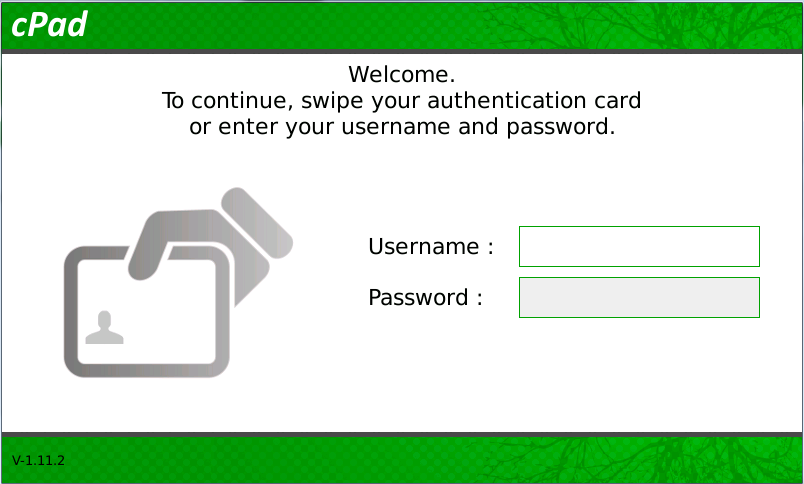 cPad
Welcome.
To continue, swipe your authentication card
or enter your username and password.
Username :
Password :
V-1.11.2